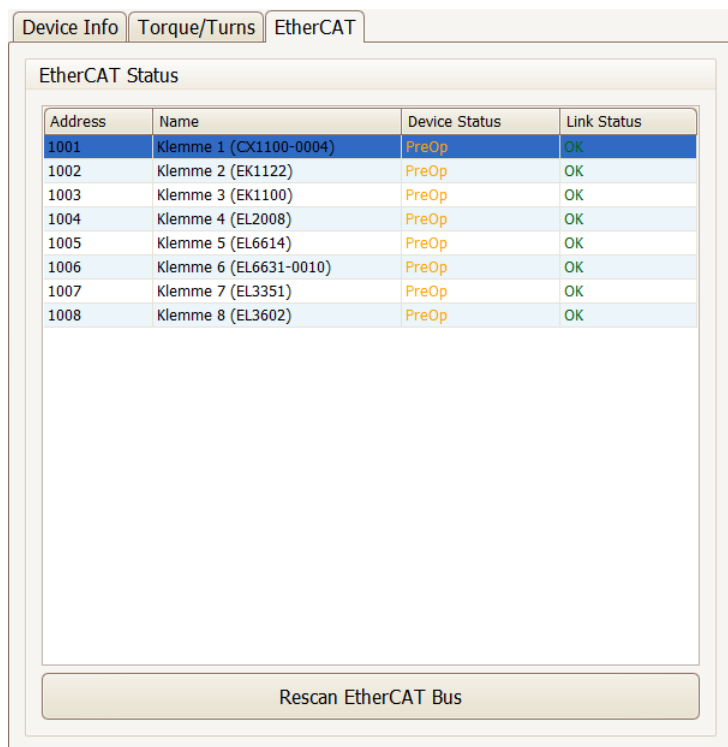 Device Info Torque/Turns EtherCAT
EtherCAT Status
Address Name Device Status Link Status
1001 Klemme 1 (CX1100-0004) PreOp OK
1002 Klemme 2 (EK1122) PreOp OK
1003 Klemme 3 (EK1100) PreOp OK
1004 Klemme 4 (EL2008) PreOp OK
1005 Klemme 5 (EL6614) PreOp OK
1006 Klemme 6 (EL6631-0010) PreOp OK
1007 Klemme 7 (EL3351) PreOp OK
1008 Klemme 8 (EL3602) PreOp OK
Rescan EtherCAT Bus